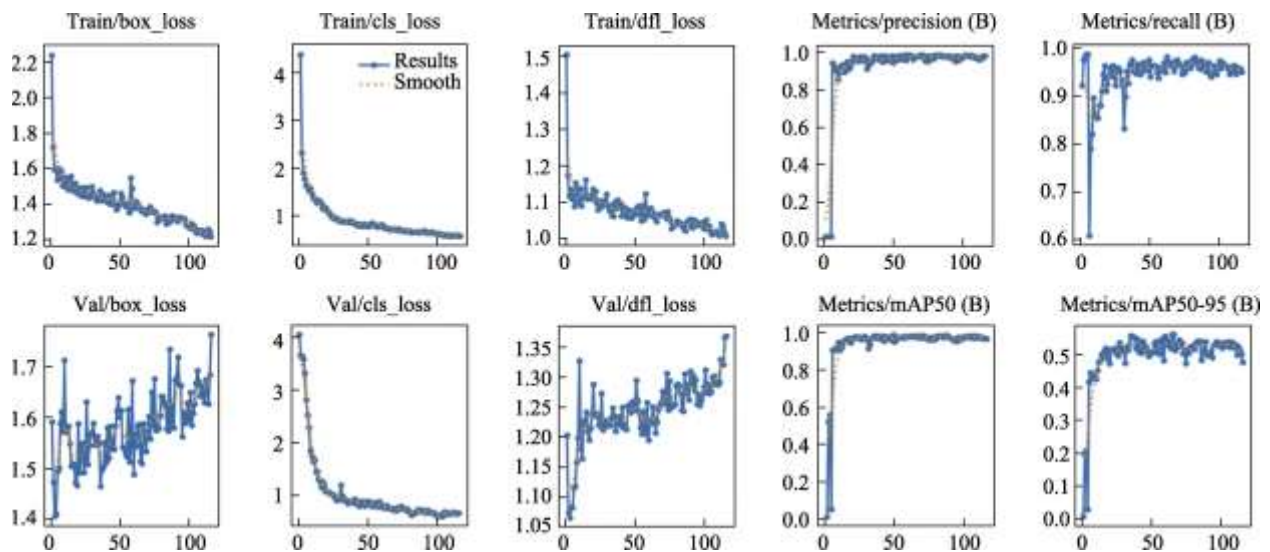 Train/box_loss Train/cls_loss Train/dfl_loss Metrics/precision (B) Metrics/recall (B)
2.2 2.0 1.8 1.6 1.4 1.2
4 3 2 1
Results
Smooth
1.5 1.4 1.3 1.2 1.1 1.0
1.0 0.8 0.6 0.4 0.2 0.0
1.0 0.9 0.8 0.7 0.6
0 50 100 0 50 100 0 50 100 0 50 100 0 50 100
Val/box_loss Val/cls_loss Val/dfl_loss Metrics/mAP50 (B) Metrics/mAP50-95 (B)
1.7 1.6 1.5 1.4
4 3 2 1
1.35 1.30 1.25 1.20 1.15 1.10 1.05
1.0 0.8 0.6 0.4 0.2 0.0
0.5 0.4 0.3 0.2 0.1 0.0
0 50 100 0 50 100 0 50 100 0 50 100 0 50 100